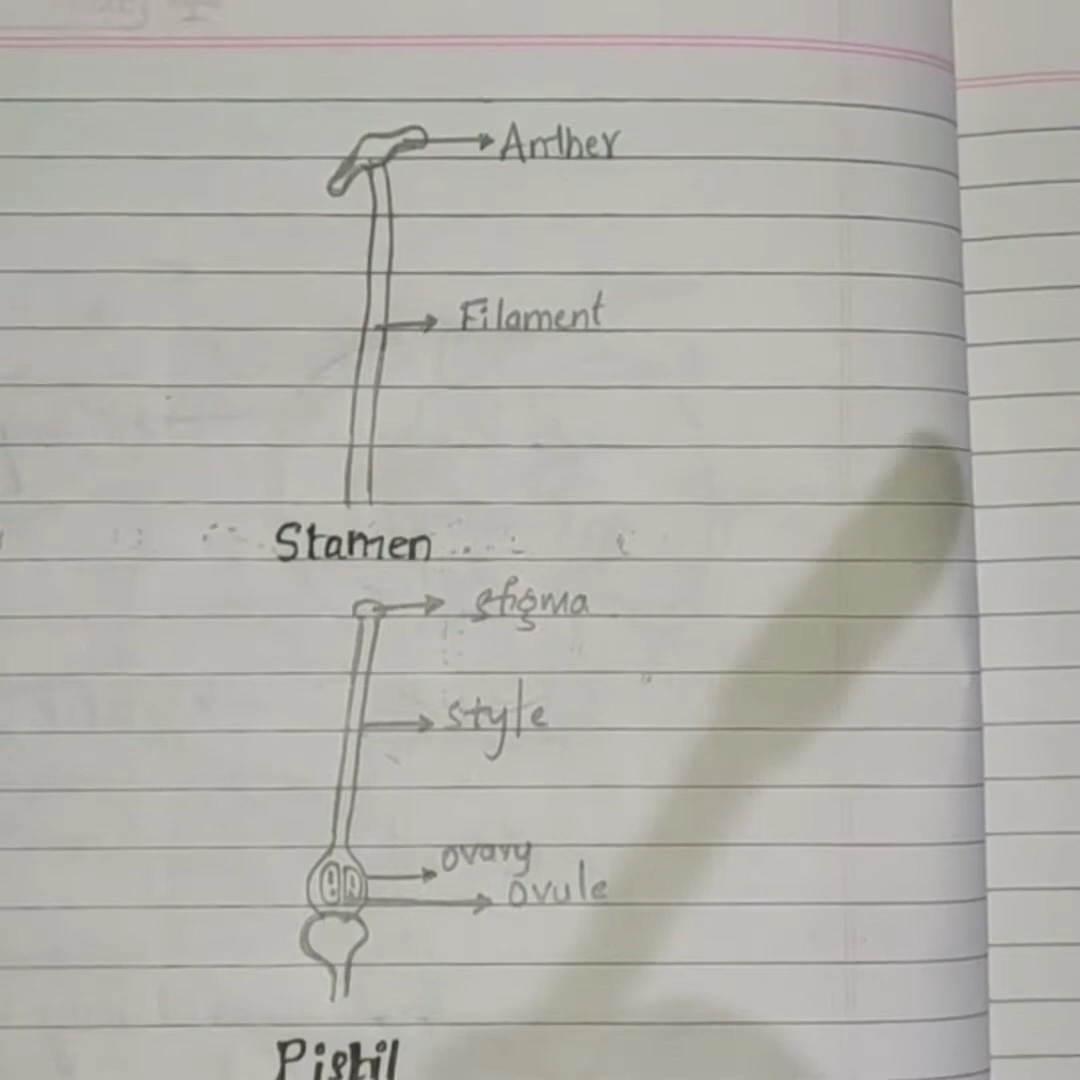 Anther
Filament
Stamen
stigma
style
ovary
ovule
Pistil